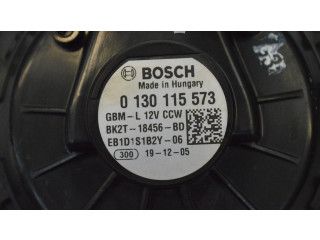 BOSCH
Made in Hungary
0 130 115 573
GBM-L 12V CCW
BK2T-18456-BD
EB1D1S1B2Y-06
300 19-12-05